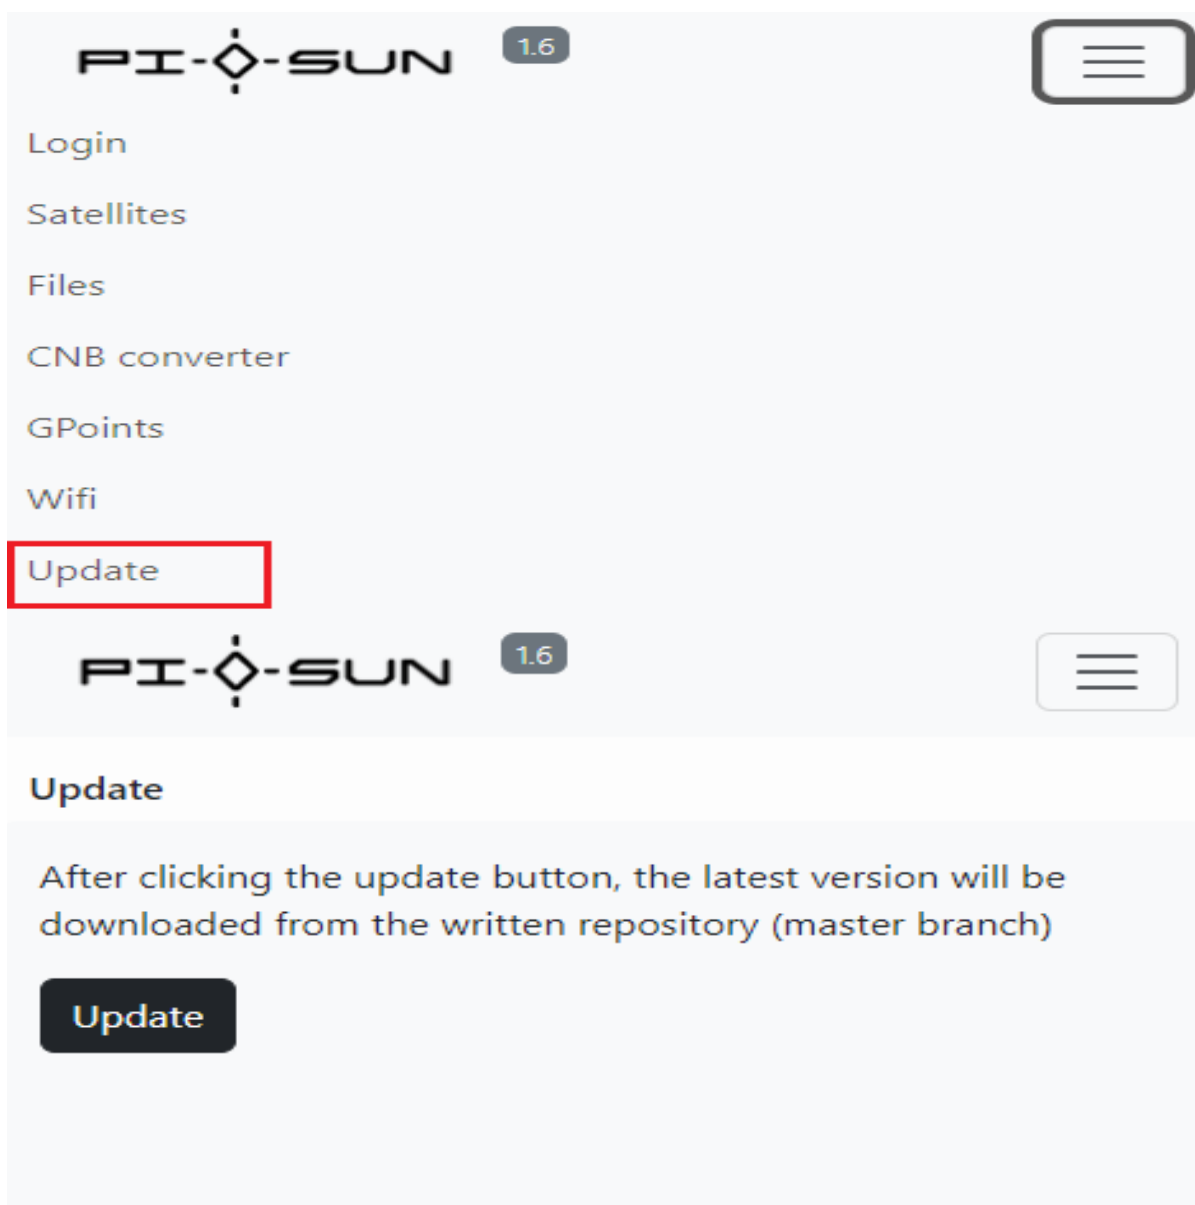 PI-SUN 1.6
Login
Satellites
Files
CNB converter
GPoints
Wifi
Update
PI-SUN 1.6
Update
After clicking the update button, the latest version will be
downloaded from the written repository (master branch)
Update